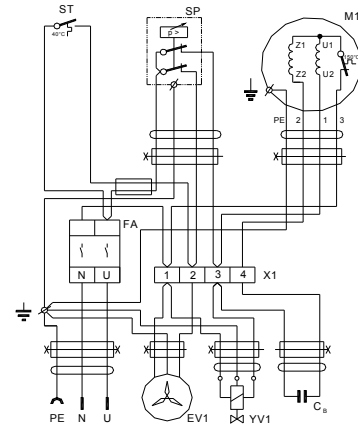 ST
SP
M1
40°C
p >
Z1 U1
Z2 U2
PE 2 1 3
FA
N U
1 2 3 4 X1
PE N U
EV1
YV1
C B